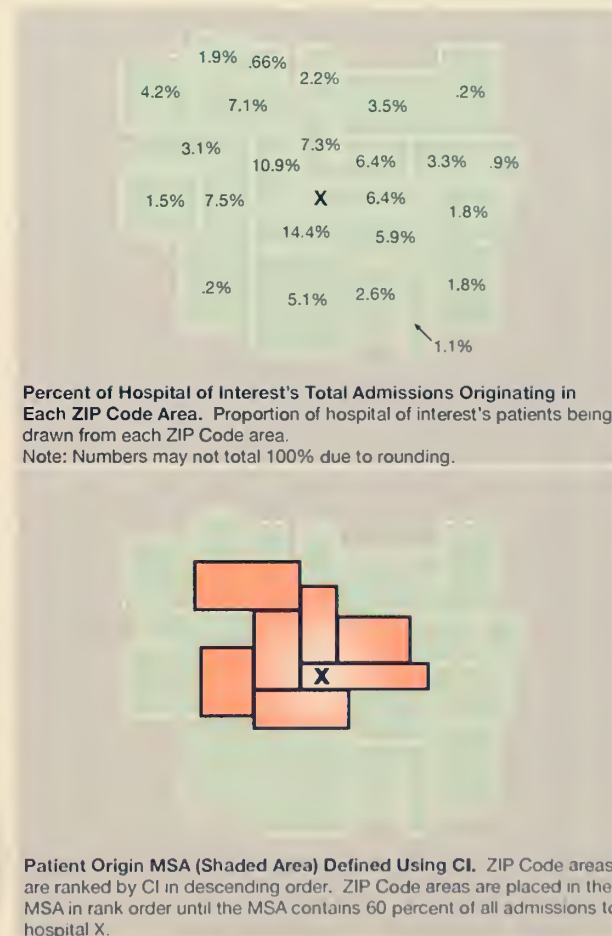 1.9% .66%
2.2%
4.2% .2%
7.1% 3.5%
7.3%
3.1%
10.9% 6.4% 3.3% .9%
1.5% 7.5% X 6.4%
1.8%
14.4% 5.9%
.2% 1.8%
5.1% 2.6%
1.1%
Percent of Hospital of Interest's Total Admissions Originating in
Each ZIP Code Area. Proportion of hospital of interest's patients being
drawn from each ZIP Code area.
Note: Numbers may not total 100% due to rounding.
X
Patient Origin MSA (Shaded Area) Defined Using CI. ZIP Code areas
are ranked by CI in descending order. ZIP Code areas are placed in the
MSA in rank order until the MSA contains 60 percent of all admissions to
hospital X.